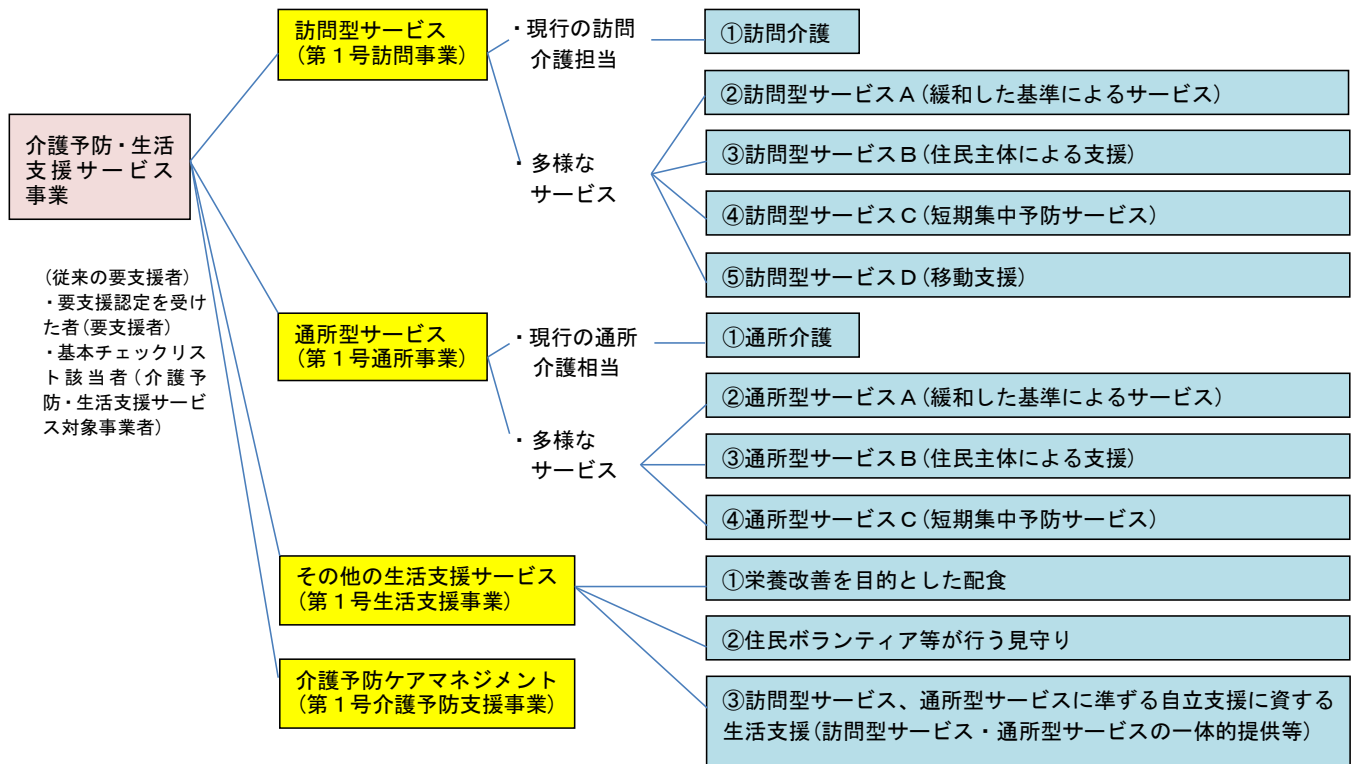 介護予防・生活
支援サービス
事業
(従来の要支援者)
・要支援認定を受け
た者(要支援者)
・基本チェックリス
ト該当者(介護予
防・生活支援サービ
ス対象事業者)
訪問型サービス
(第1号訪問事業)
・現行の訪問
介護担当
①訪問介護
・多様な
サービス
②訪問型サービスA(緩和した基準によるサービス)
③訪問型サービスB(住民主体による支援)
④訪問型サービスC(短期集中予防サービス)
⑤訪問型サービスD(移動支援)
通所型サービス
(第1号通所事業)
・現行の通所
介護相当
①通所介護
・多様な
サービス
②通所型サービスA(緩和した基準によるサービス)
③通所型サービスB(住民主体による支援)
④通所型サービスC(短期集中予防サービス)
その他の生活支援サービス
(第1号生活支援事業)
①栄養改善を目的とした配食
②住民ボランティア等が行う見守り
③訪問型サービス、通所型サービスに準ずる自立支援に資する
生活支援(訪問型サービス・通所型サービスの一体的提供等)
介護予防ケアマネジメント
(第1号介護予防支援事業)